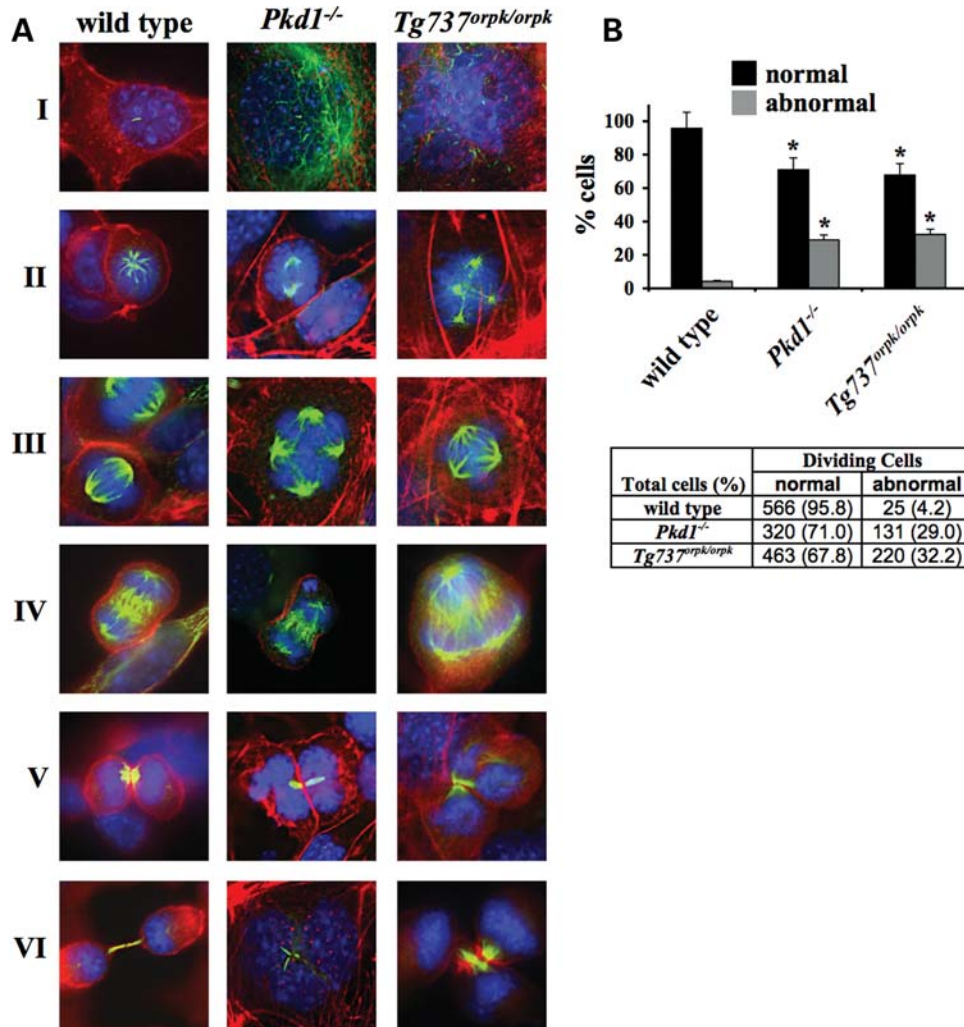 A
wild type
Pkd1-/-
Tg737orpk/orpk
I
II
III
IV
V
VI
B
normal
abnormal
% cells
100
80
60
40
20
0
* *
* *
wild type
Pkd1-/-
Tg737orpk/orpk
Dividing Cells
Total cells (%) normal abnormal
wild type 566 (95.8) 25 (4.2)
Pkd1-/- 320 (71.0) 131 (29.0)
Tg737orpk/orpk 463 (67.8) 220 (32.2)